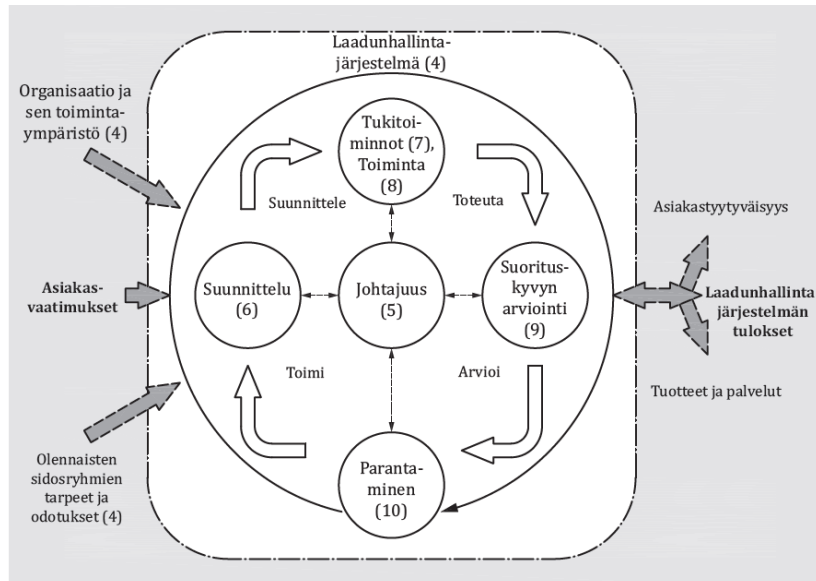 Laadunhallinta-
järjestelmä (4)
Organisaatio ja
sen toiminta-
ympäristö (4)
Tukitoi-
minnot (7),
Toiminta
(8)
Suunnittele
Toteuta
Asiakastyytyväisyys
Asiakas-
vaatimukset
Suunnittelu
(6)
Johtajuus
(5)
Suoritus-
kyvyn
arviointi
(9)
Laadunhallinta
järjestelmän
tulokset
Toimi
Arvioi
Tuotteet ja palvelut
Olennaisten
sidosryhmien
tarpeet ja
odotukset (4)
Paranta-
minen
(10)